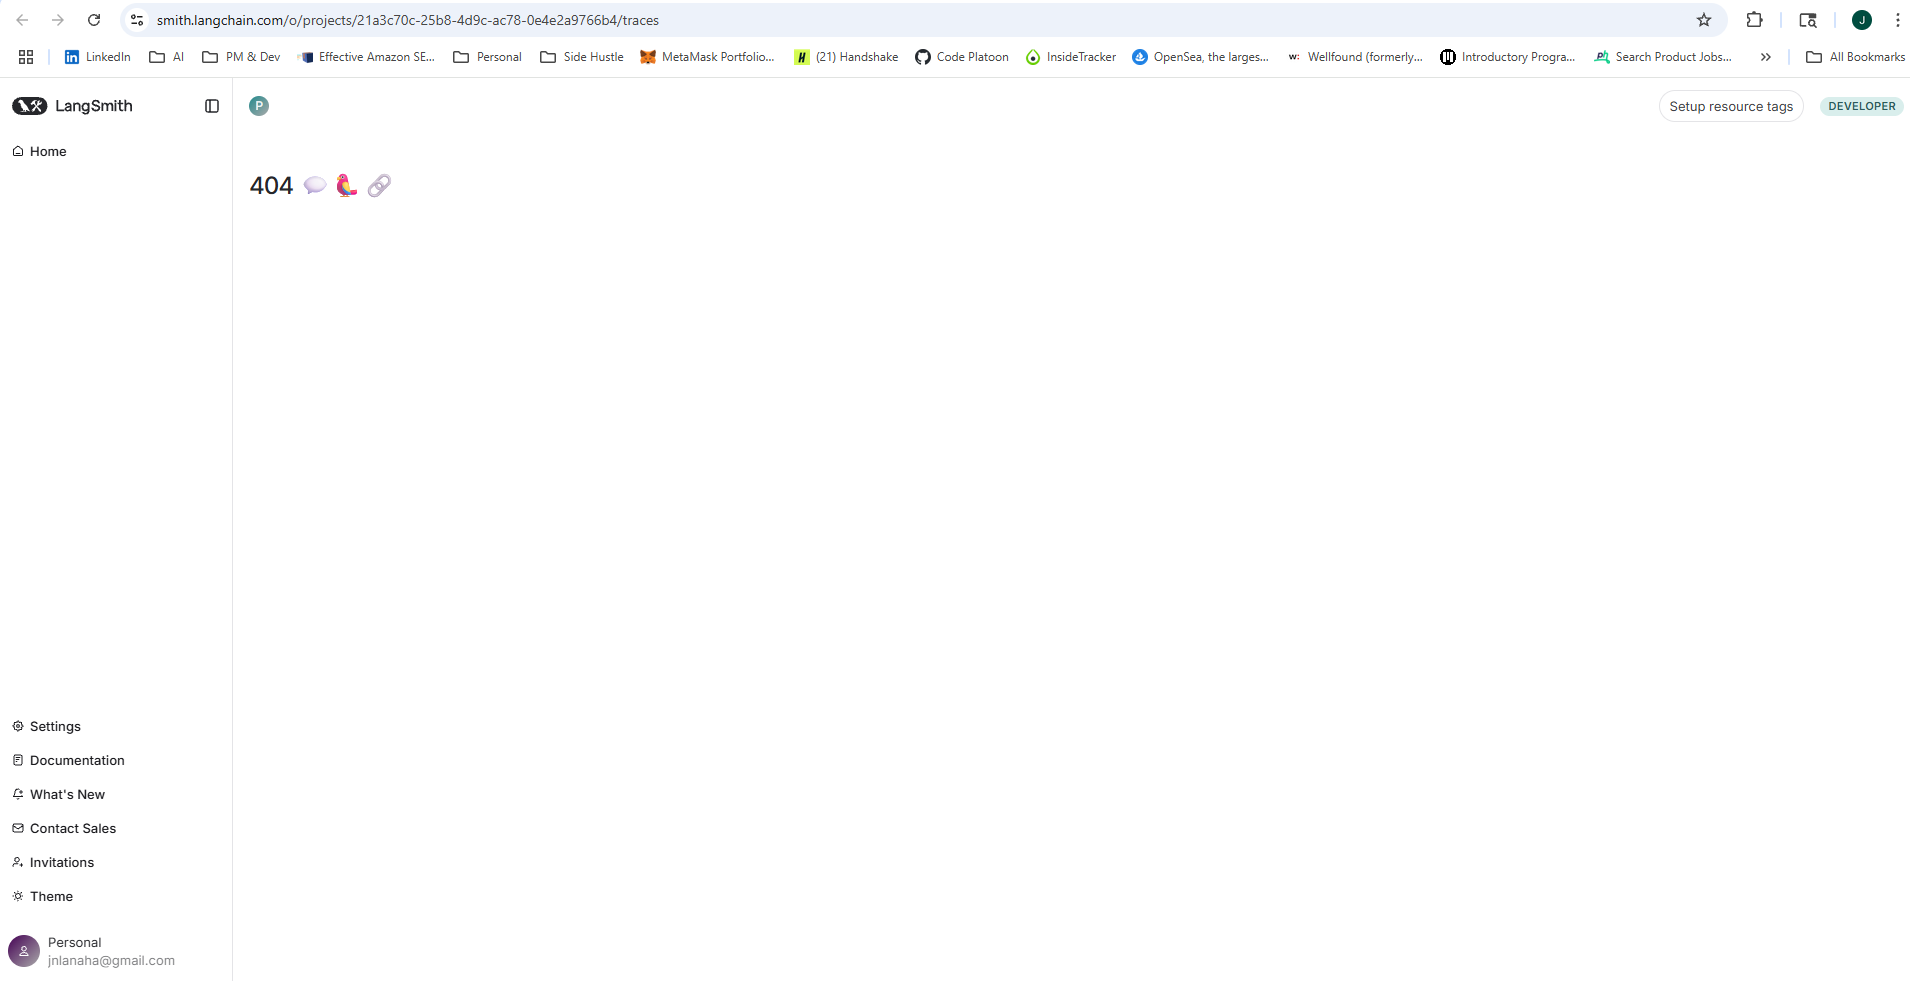 smith.langchain.com/o/projects/21a3c70c-25b8-4d9c-ac78-0e4e2a9766b4/traces
J
LinkedIn AI PM & Dev Effective Amazon SE... Personal Side Hustle MetaMask Portfolio... (21) Handshake Code Platoon InsideTracker OpenSea, the larges... Wellfound (formerly... Introductory Progra... Search Product Jobs... All Bookmarks
LangSmith
P
Setup resource tags
DEVELOPER
Home
404
Settings
Documentation
What's New
Contact Sales
Invitations
Theme
Personal
jnlanaha@gmail.com